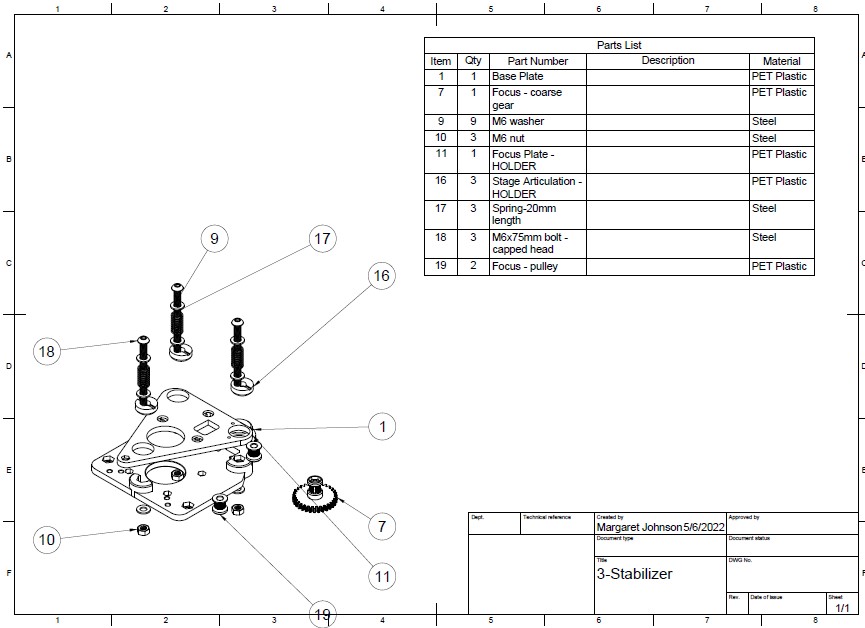 1 2 3 4 5 6 7 8
Parts List
Item Qty Part Number Description Material
1 1 Base Plate PET Plastic
7 1 Focus - coarse PET Plastic
gear
9 9 M6 washer Steel
10 3 M6 nut Steel
11 1 Focus Plate - PET Plastic
HOLDER
16 3 Stage Articulation - PET Plastic
HOLDER
17 3 Spring-20mm Steel
length
18 3 M6x75mm bolt - Steel
capped head
19 2 Focus - pulley PET Plastic
A A
B B
C C
D D
E E
F F
9
17
16
18
1
7
10
11
19
Dept. Technical reference Created by Approved by
Margaret Johnson 5/6/2022
Document type Document status
Title DWG No.
3-Stabilizer
Rev. Date of issue Sheet
1/1
1 2 3 4 5 6 7 8